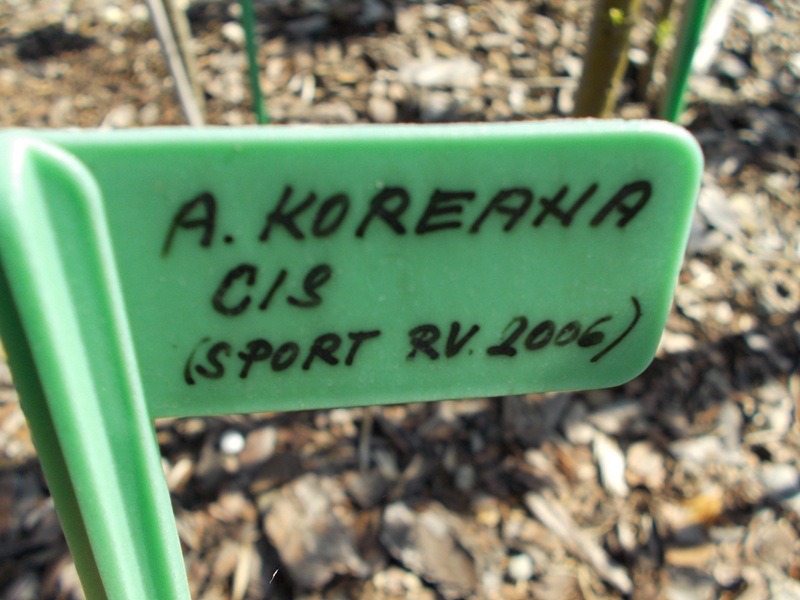 A. KOREANA
CIS
(SPORT RV. 2006)